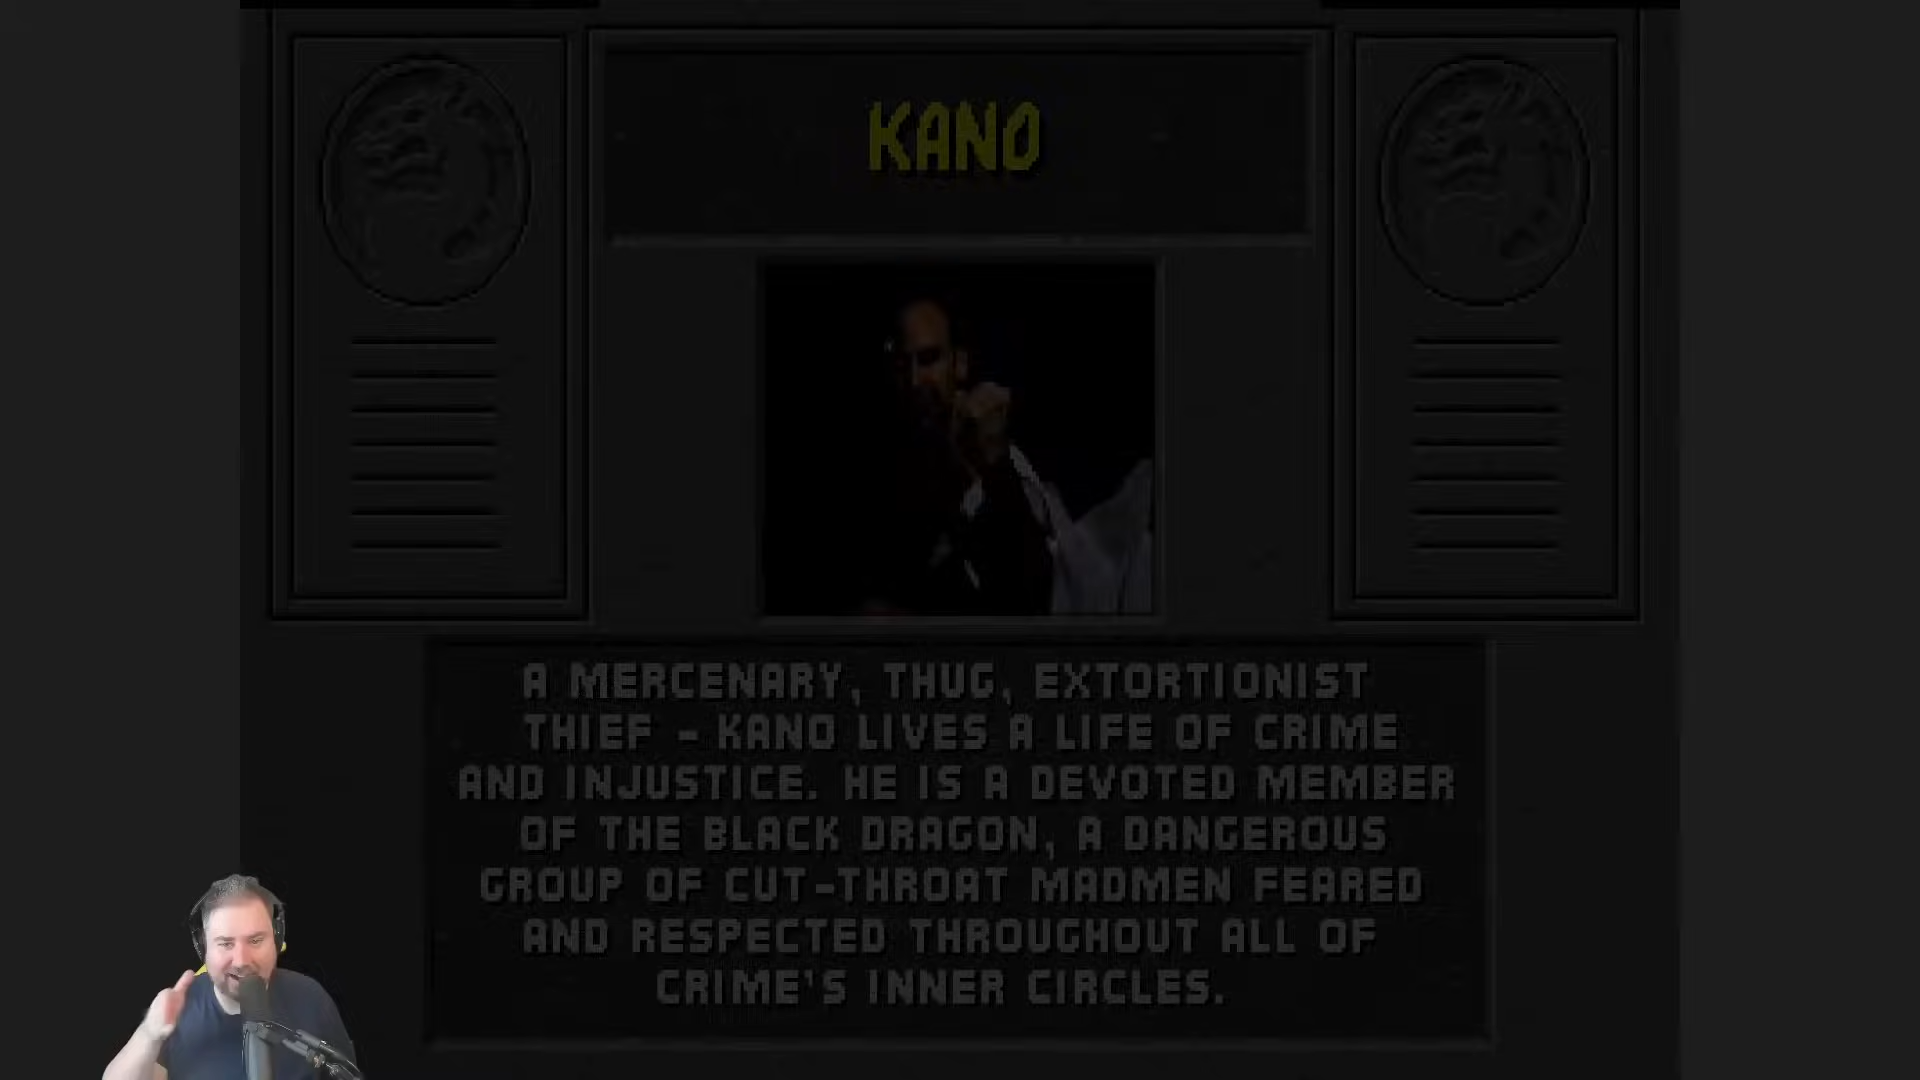 KANO
A MERCENARY, THUG, EXTORTIONIST
THIEF - KANO LIVES A LIFE OF CRIME
AND INJUSTICE. HE IS A DEVOTED MEMBER
OF THE BLACK DRAGON, A DANGEROUS
GROUP OF CUT-THROAT MADMEN FEARED
AND RESPECTED THROUGHOUT ALL OF
CRIME'S INNER CIRCLES.